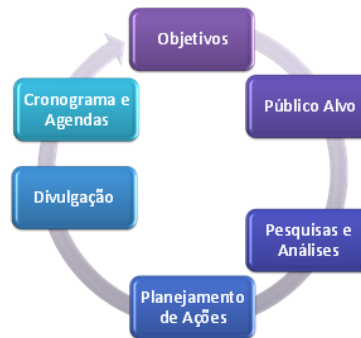 Objetivos
Público Alvo
Pesquisas e
Análises
Planejamento
de Ações
Divulgação
Cronograma e
Agendas